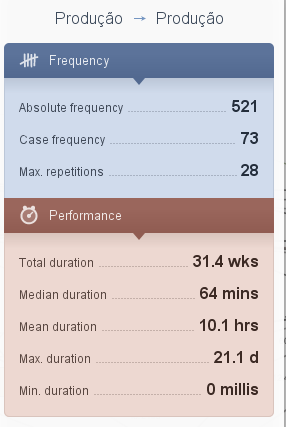 Produção → Produção
Frequency
Absolute frequency 521
Case frequency 73
Max. repetitions 28
Performance
Total duration 31.4 wks
Median duration 64 mins
Mean duration 10.1 hrs
Max. duration 21.1 d
Min. duration 0 millis